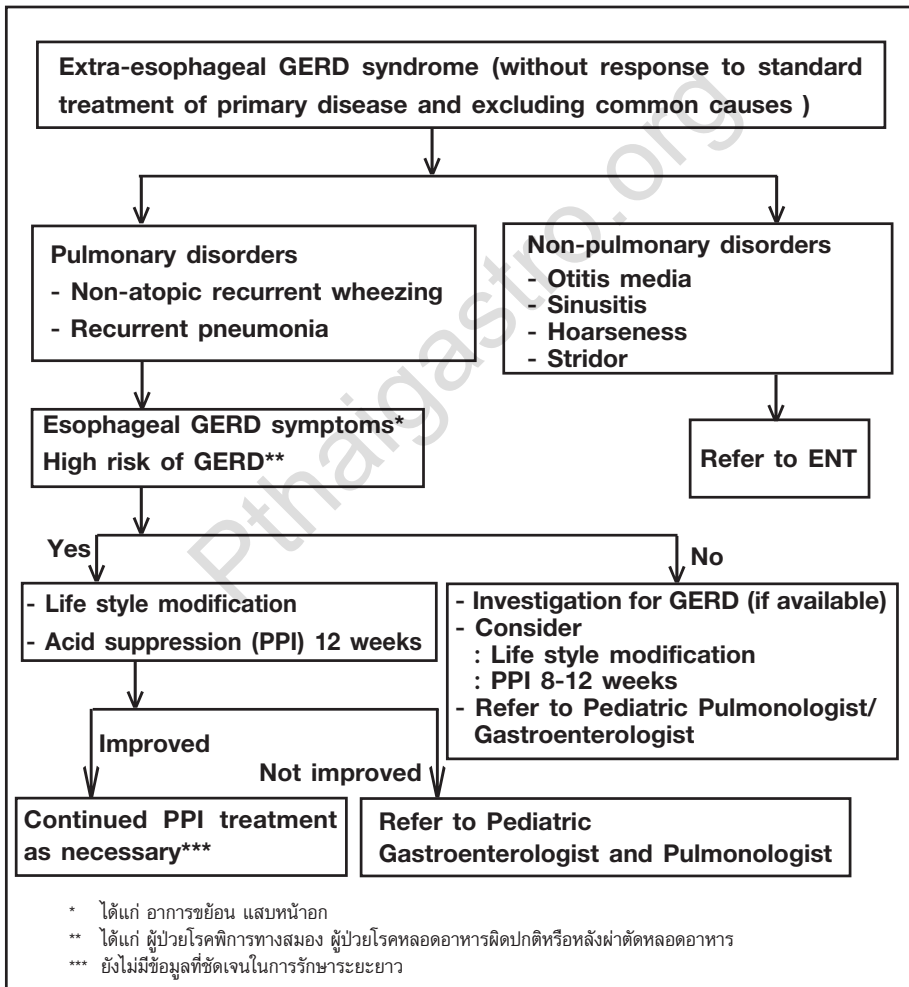 Extra-esophageal GERD syndrome (without response to standard
treatment of primary disease and excluding common causes )
Pulmonary disorders
- Non-atopic recurrent wheezing
- Recurrent pneumonia
Non-pulmonary disorders
- Otitis media
- Sinusitis
- Hoarseness
- Stridor
Esophageal GERD symptoms*
High risk of GERD**
Refer to ENT
Yes
No
- Life style modification
- Acid suppression (PPI) 12 weeks
- Investigation for GERD (if available)
- Consider
: Life style modification
: PPI 8-12 weeks
- Refer to Pediatric Pulmonologist/
Gastroenterologist
Improved
Not improved
Continued PPI treatment
as necessary***
Refer to Pediatric
Gastroenterologist and Pulmonologist
* ได้แก่ อาการขย้อน แสบหน้าอก
** ได้แก่ ผู้ป่วยโรคพิการทางสมอง ผู้ป่วยโรคหลอดอาหารผิดปกติหรือหลังผ่าตัดหลอดอาหาร
*** ยังไม่มีข้อมูลที่ชัดเจนในการรักษาระยะยาว
Pthaigastro.org